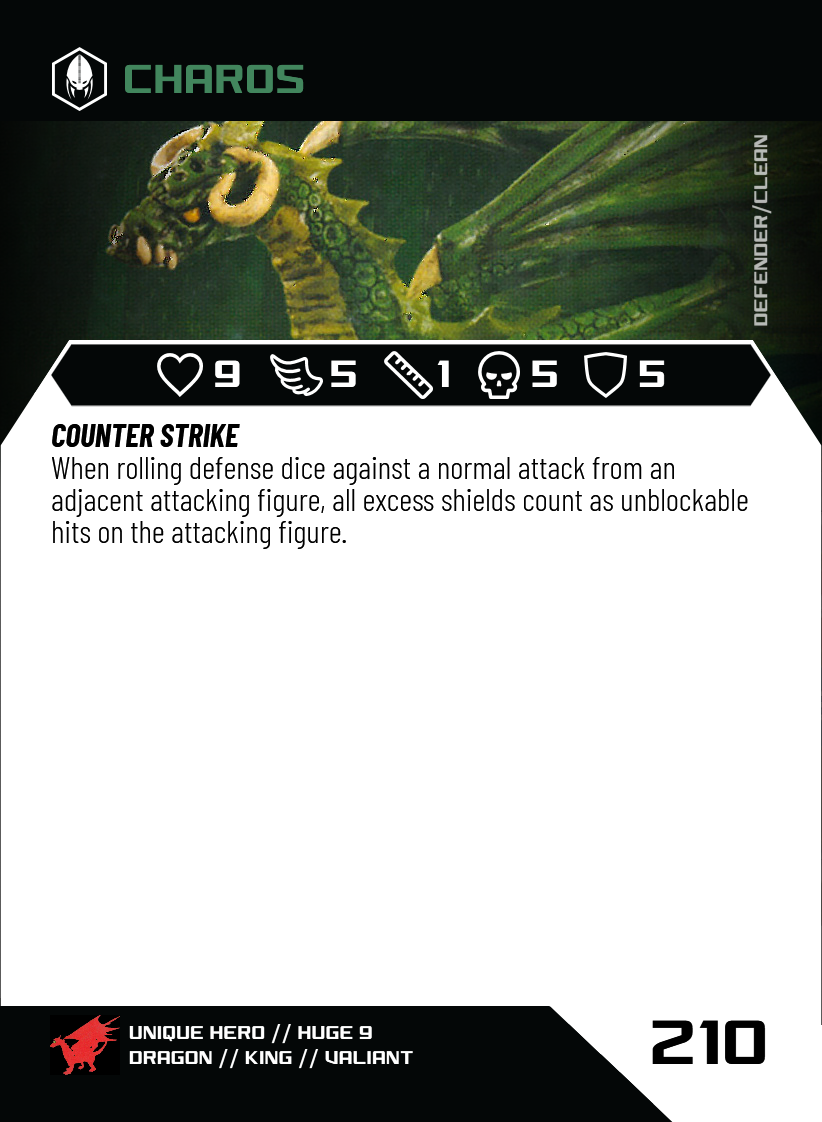 CHAROS
DEFENDER/CLEAN
9 5 1 5 5
COUNTER STRIKE
When rolling defense dice against a normal attack from an
adjacent attacking figure, all excess shields count as unblockable
hits on the attacking figure.
UNIQUE HERO // HUGE 9
DRAGON // KING // VALIANT
210